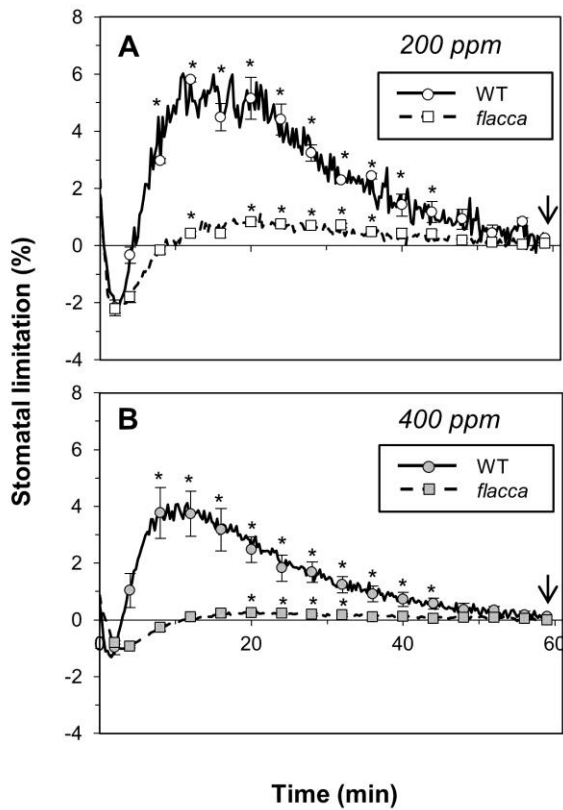 Stomatal limitation (%)
A
200 ppm
WT
flacca
8
6
4
2
0
-2
-4
* * * * * * * * * *
* * * * * * *
B
400 ppm
WT
flacca
8
6
4
2
0
-2
-4
* * * * * * * * * *
* * * *
0 20 40 60
Time (min)